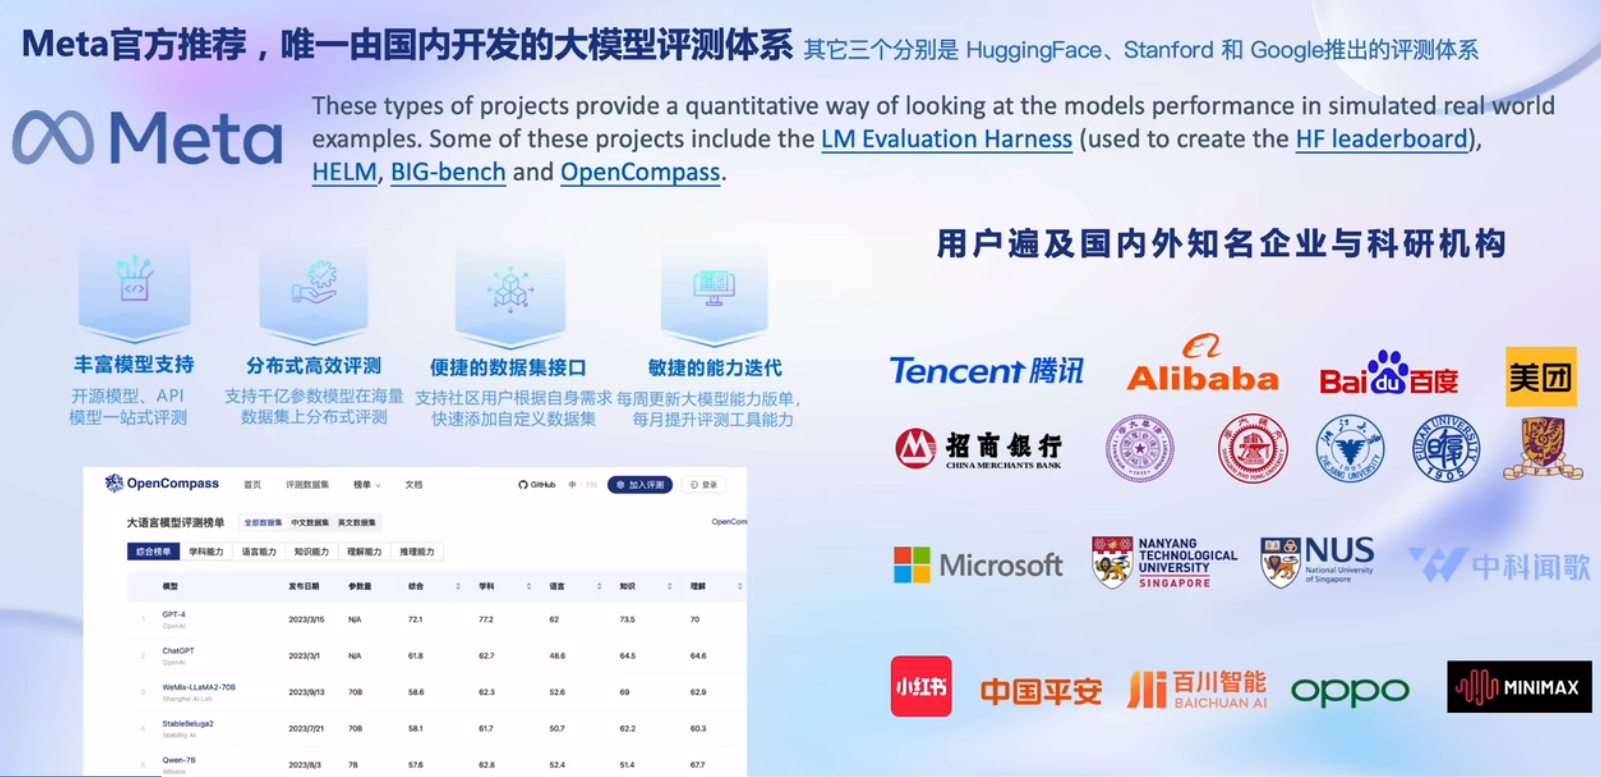 Meta官方推荐，唯一由国内开发的大模型评测体系 其它三个分别是 HuggingFace、Stanford 和 Google推出的评测体系
Meta
These types of projects provide a quantitative way of looking at the models performance in simulated real world
examples. Some of these projects include the LM Evaluation Harness (used to create the HF leaderboard),
HELM, BIG-bench and OpenCompass.
用户遍及国内外知名企业与科研机构
丰富模型支持
开源模型、API
模型一站式评测
分布式高效评测
支持千亿参数模型在海量
数据集上分布式评测
便捷的数据集接口
支持社区用户根据自身需求
快速添加自定义数据集
敏捷的能力迭代
每周更新大模型能力版单，
每月提升评测工具能力
Tencent 腾讯
Alibaba
Bai du 百度
美团
招商银行
CHINA MERCHANTS BANK
ZHEJIANG UNIVERSITY
1897
FUDAN UNIVERSITY
1905
Microsoft
NANYANG
TECHNOLOGICAL
UNIVERSITY
SINGAPORE
NUS
National University
of Singapore
中科闻歌
小红书
中国平安
百川智能
BAICHUAN AI
oppo
MINIMAX
OpenCompass 首页 评测数据集 榜单 文档 GitHub 中 EN 加入评测 登录
大语言模型评测榜单 全部数据集 中文数据集 英文数据集 OpenCom
综合榜单 学科能力 语言能力 知识能力 理解能力 推理能力
模型 发布日期 参数量 综合 学科 语言 知识 理解
1 GPT-4 2023/3/15 N/A 72.1 77.2 62 73.5 70
OpenAI
2 ChatGPT 2023/3/1 N/A 61.8 62.7 48.6 64.5 64.6
OpenAI
3 WeMix-LLaMA2-70B 2023/9/13 70B 58.6 62.3 52.6 69 62.9
Shanghai AI Lab
4 StableBeluga2 2023/7/21 70B 58.1 61.7 50.7 62.2 60.3
Stability AI
5 Qwen-7B 2023/8/3 7B 57.6 62.8 52.4 51.4 67.7
Alibaba